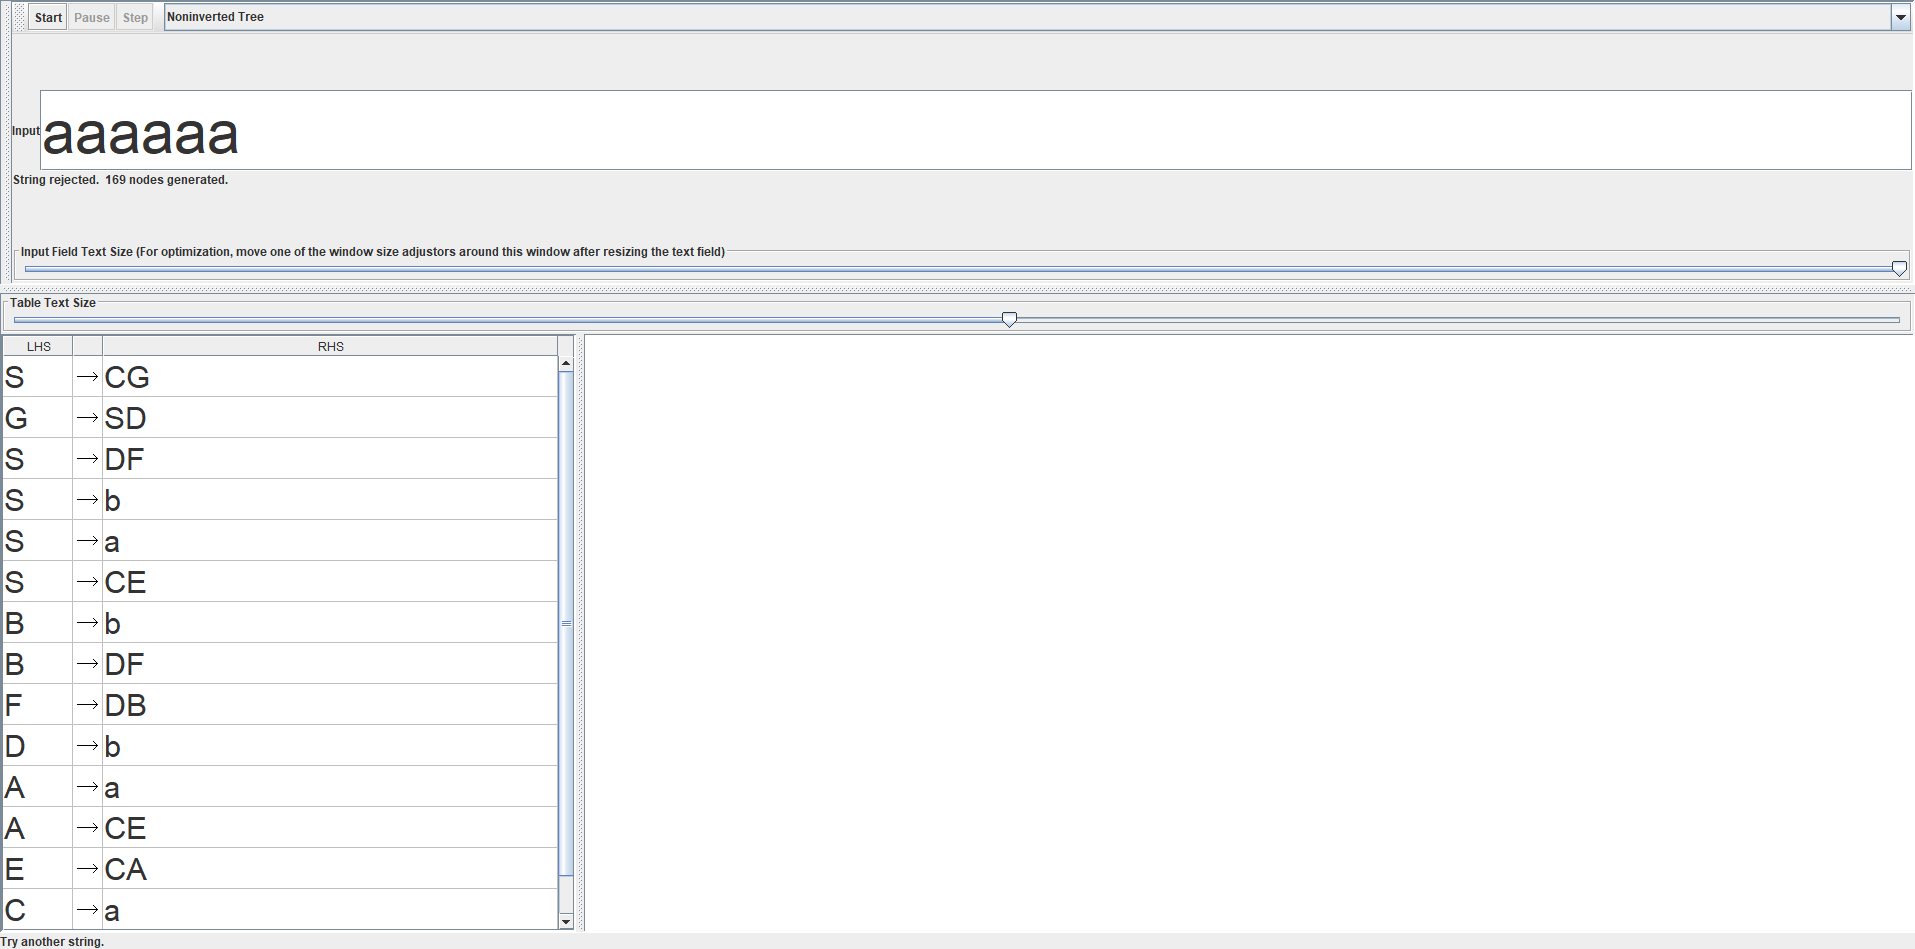 Start Pause Step Noninverted Tree
Input aaaaaa
String rejected.  169 nodes generated.
Input Field Text Size (For optimization, move one of the window size adjustors around this window after resizing the text field)
Table Text Size
LHS RHS
S → CG
G → SD
S → DF
S → b
S → a
S → CE
B → b
B → DF
F → DB
D → b
A → a
A → CE
E → CA
C → a
Try another string.